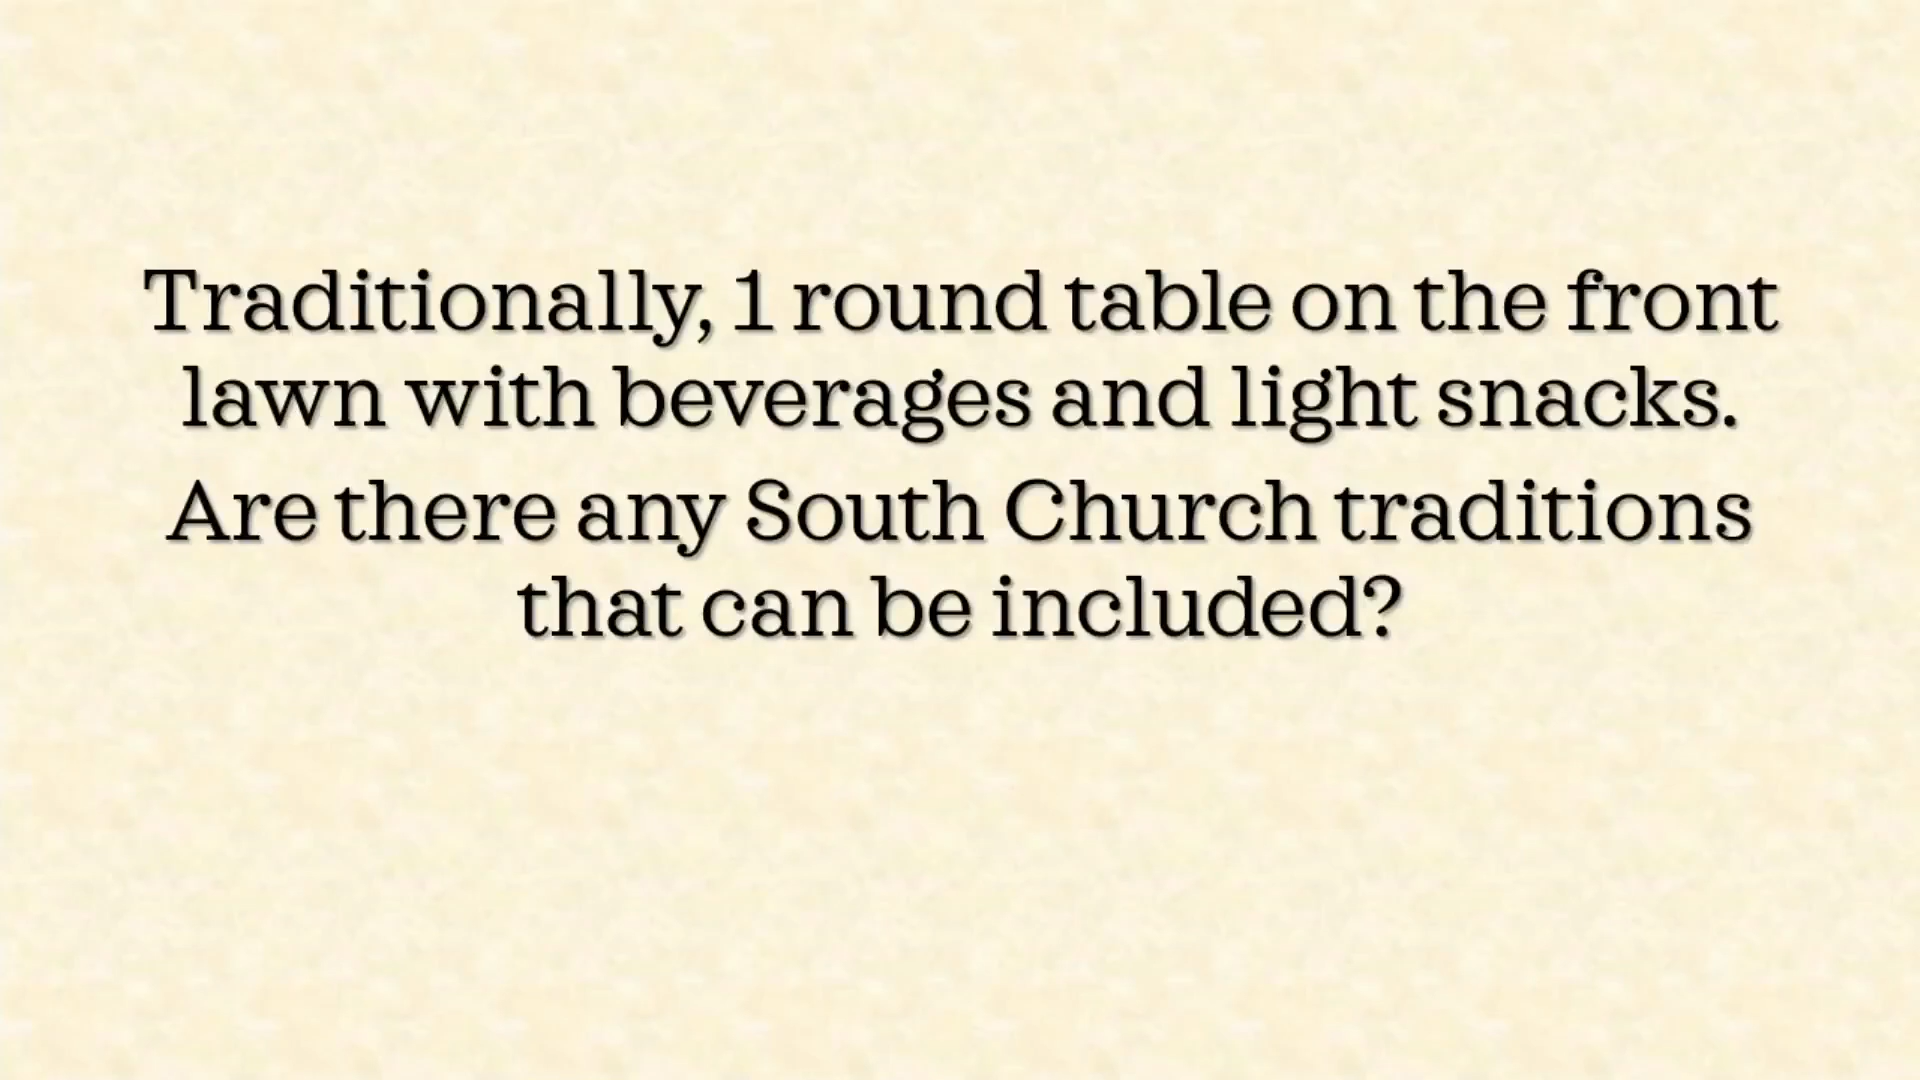 Traditionally, 1 round table on the front
lawn with beverages and light snacks.
Are there any South Church traditions
that can be included?